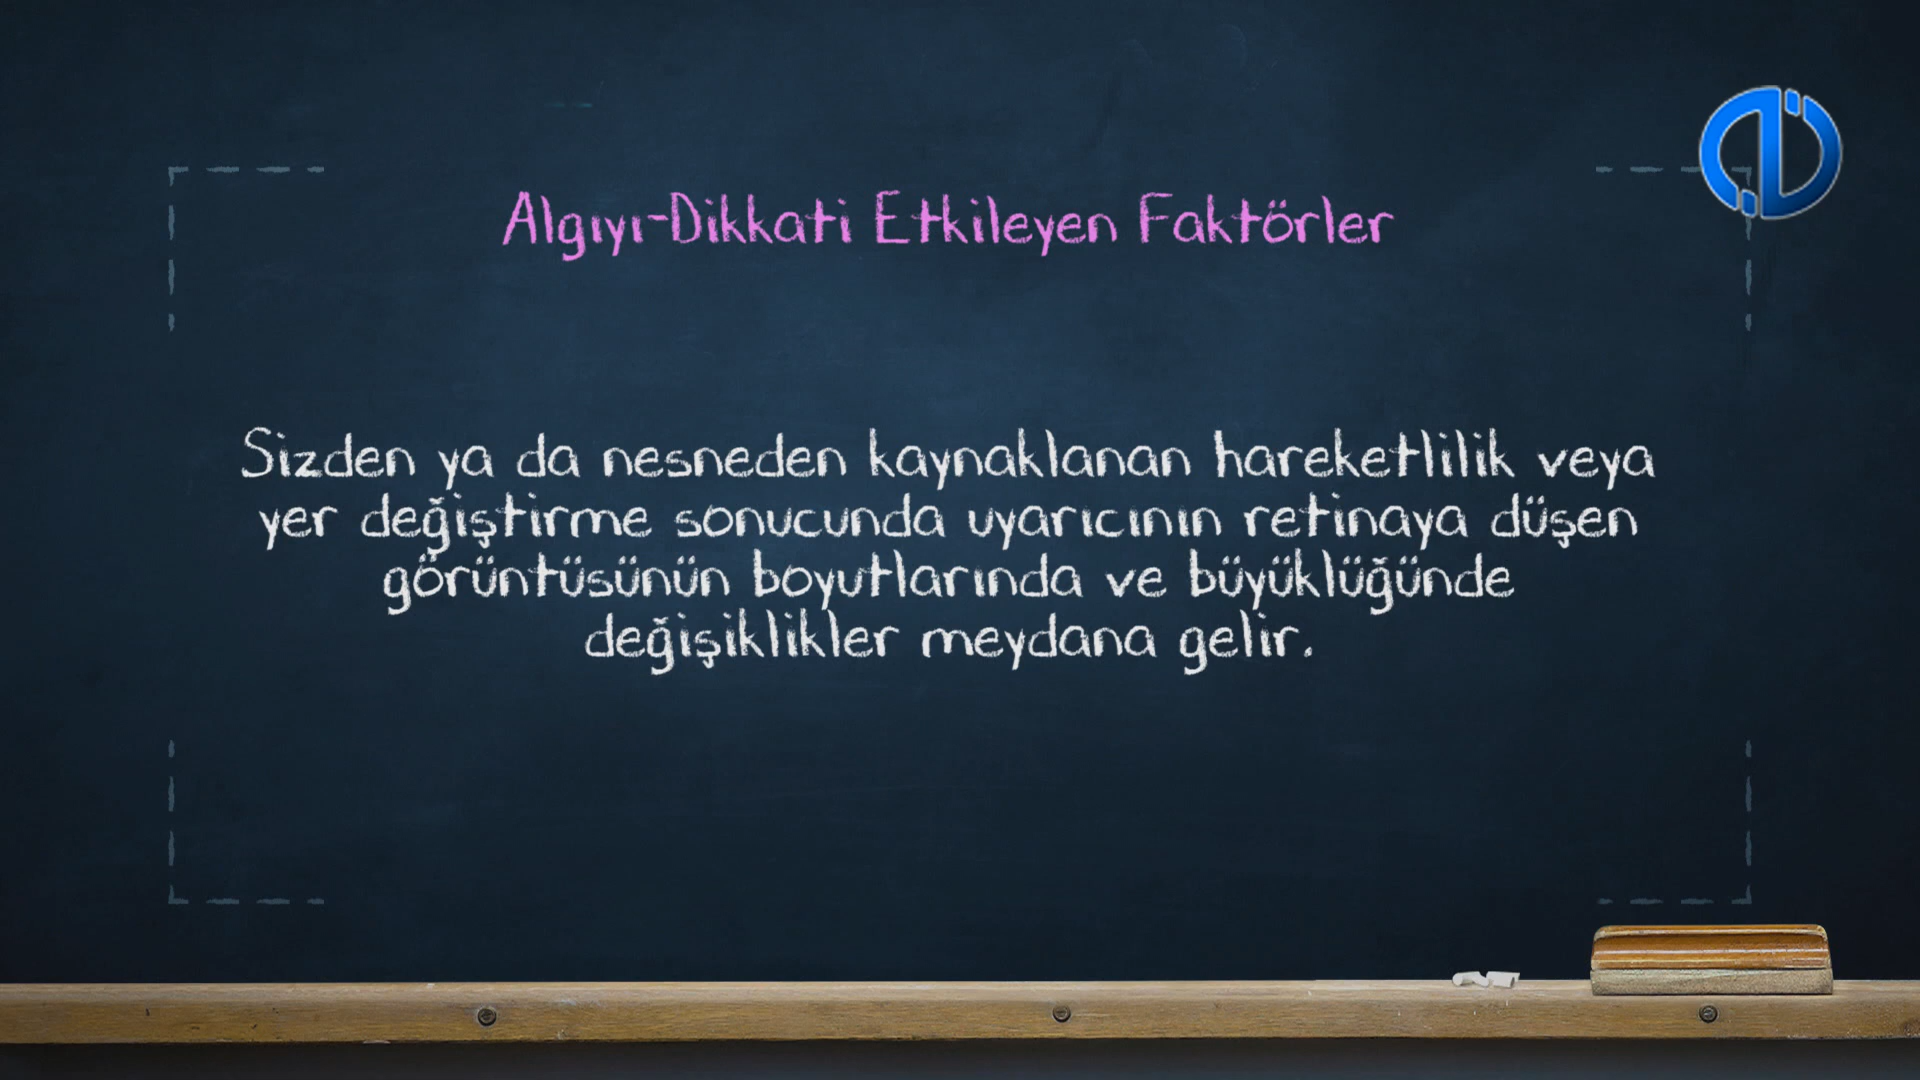 Algıyı-Dikkati Etkileyen Faktörler
Sizden ya da nesneden kaynaklanan hareketlilik veya
yer değiştirme sonucunda uyarıcının retinaya düşen
görüntüsünün boyutlarında ve büyüklüğünde
değişiklikler meydana gelir.